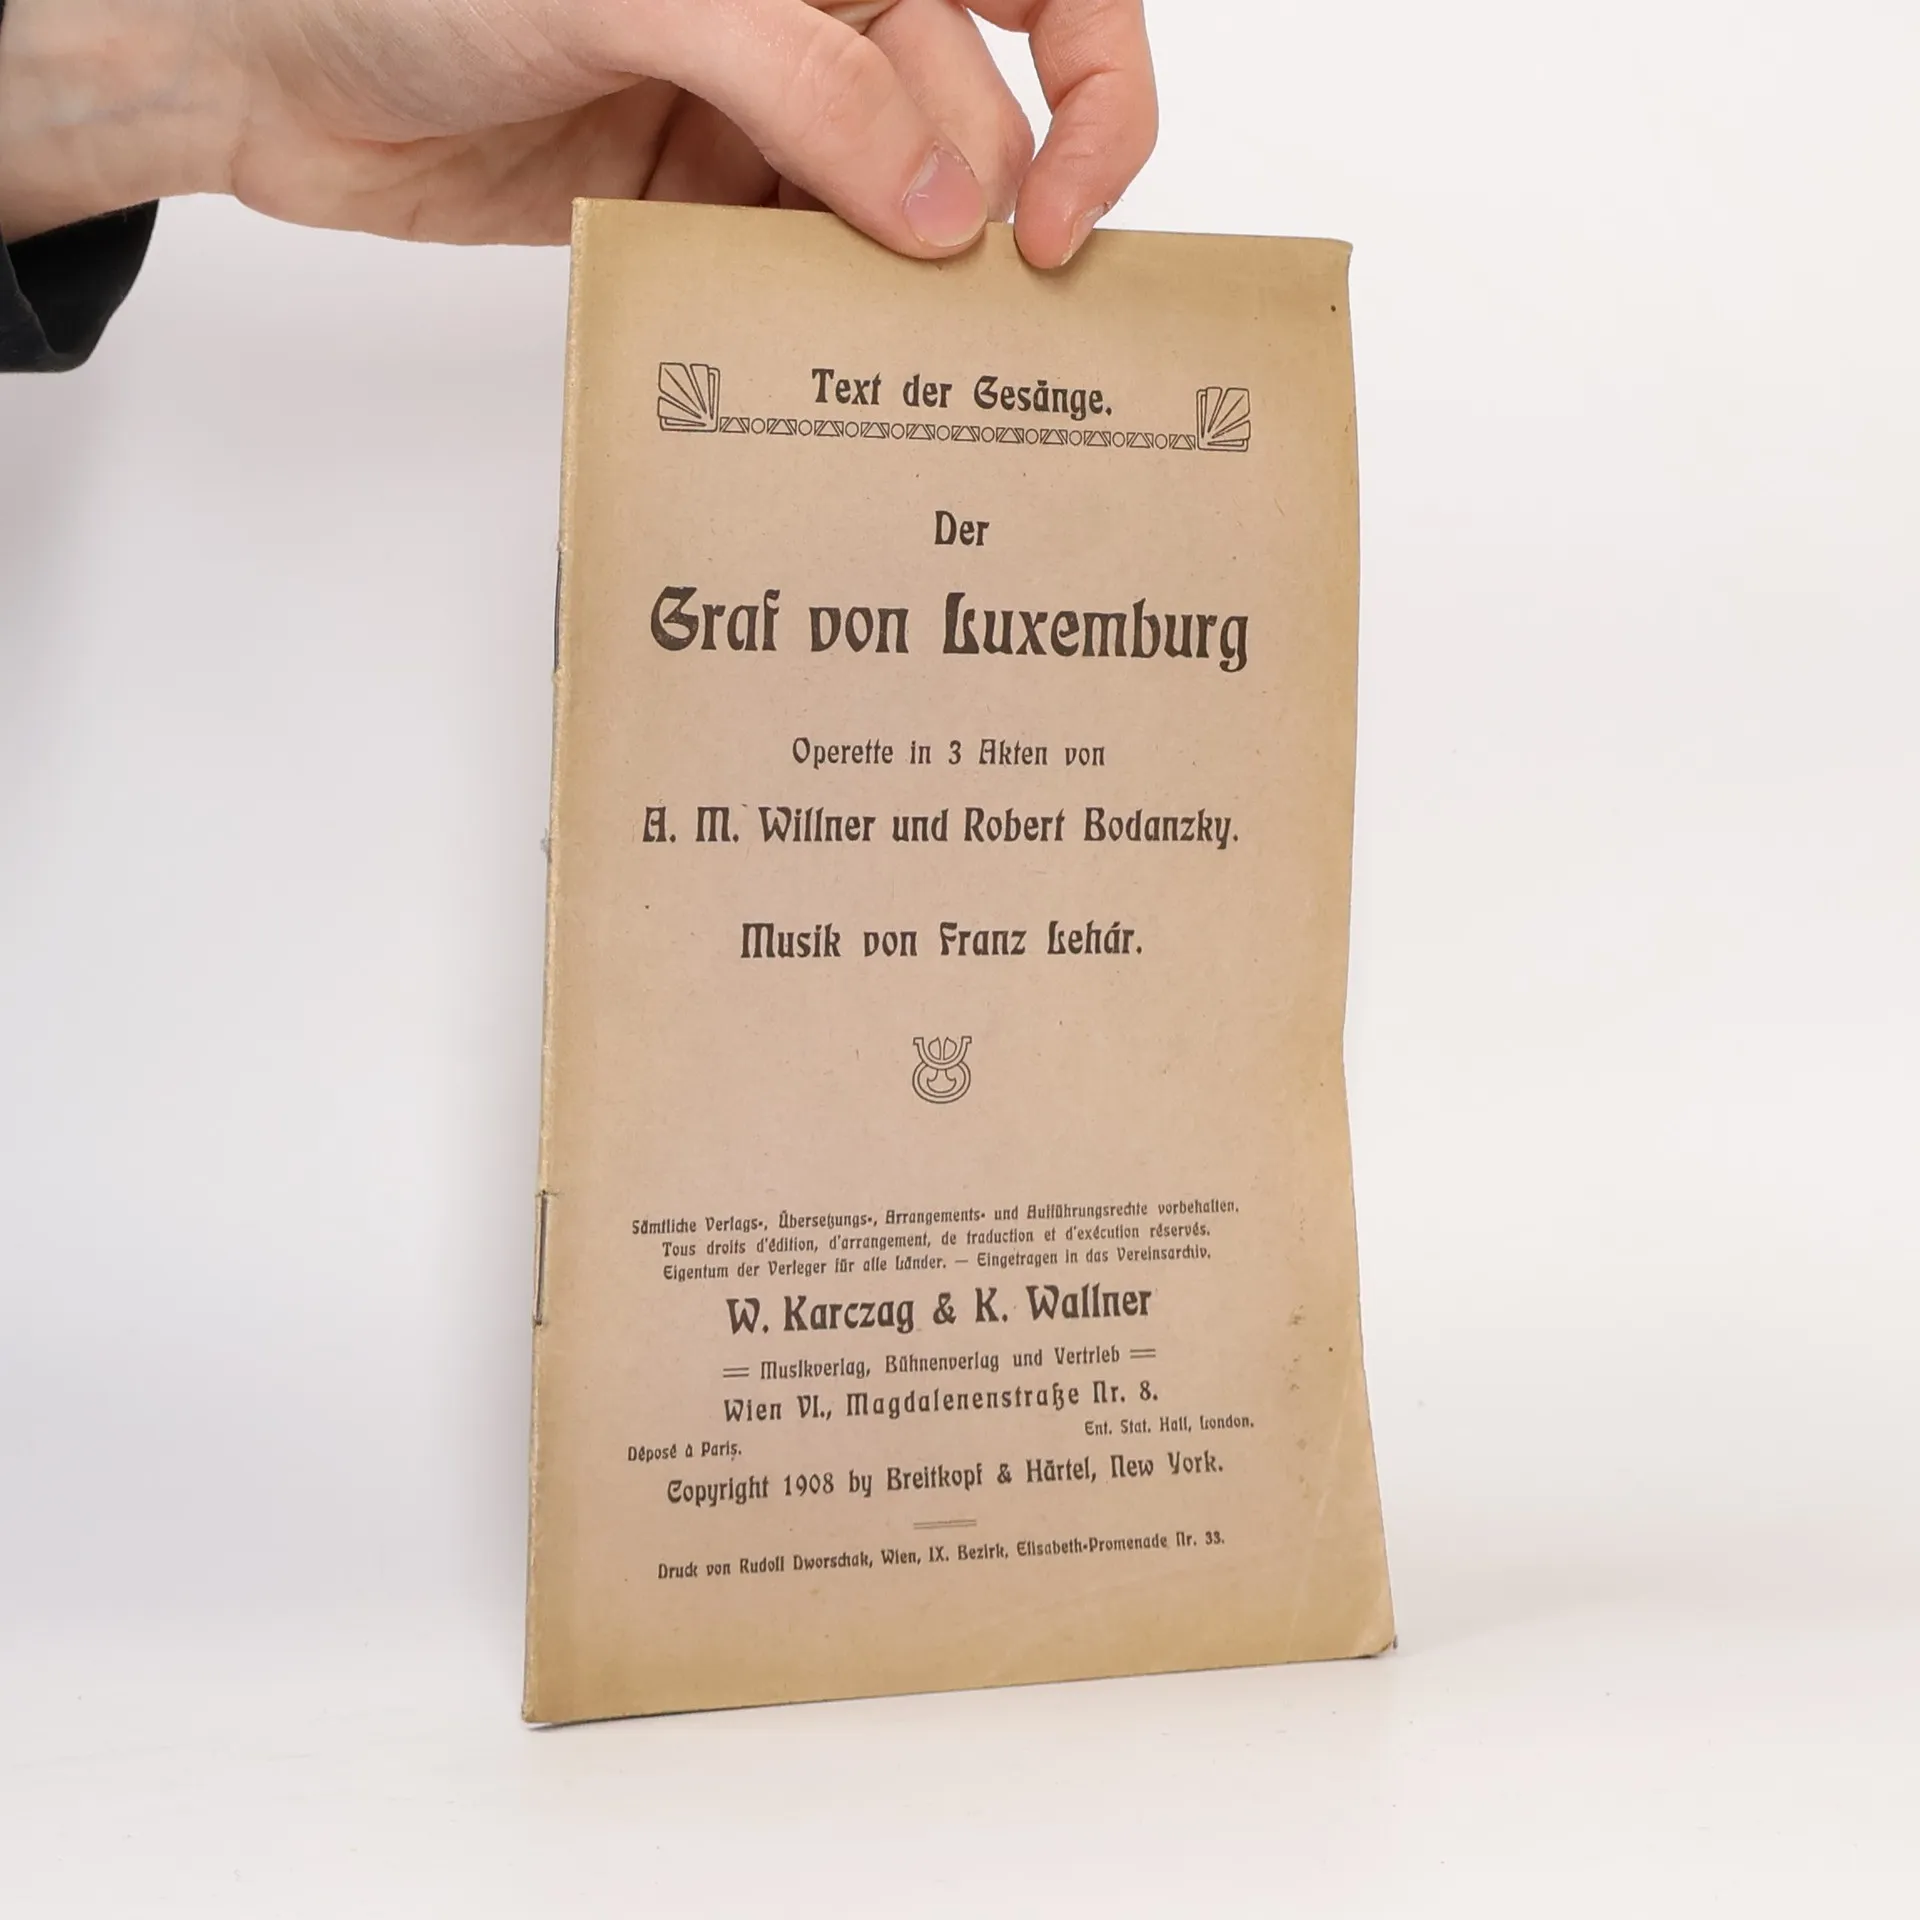 Text der Gesänge.
Der
Graf von Luxemburg
Operette in 3 Akten von
A. M. Willner und Robert Bodanzky.
Musik von Franz Lehár.
Sämtliche Verlags-, Übersetzungs-, Arrangements- und Aufführungsrechte vorbehalten.
Tous droits d'édition, d'arrangement, de traduction et d'exécution réservés.
Eigentum der Verleger für alle Länder. — Eingetragen in das Vereinsarchiv.
W. Karczag & K. Wallner
Musikverlag, Bühnenverlag und Vertrieb
Wien VI., Magdalenenstraße Nr. 8.
Ent. Stat. Hall, London.
Déposé à Paris.
Copyright 1908 by Breitkopf & Härtel, New York.
Druck von Rudolf Dworschak, Wien, IX. Bezirk, Elisabeth-Promenade Nr. 33.